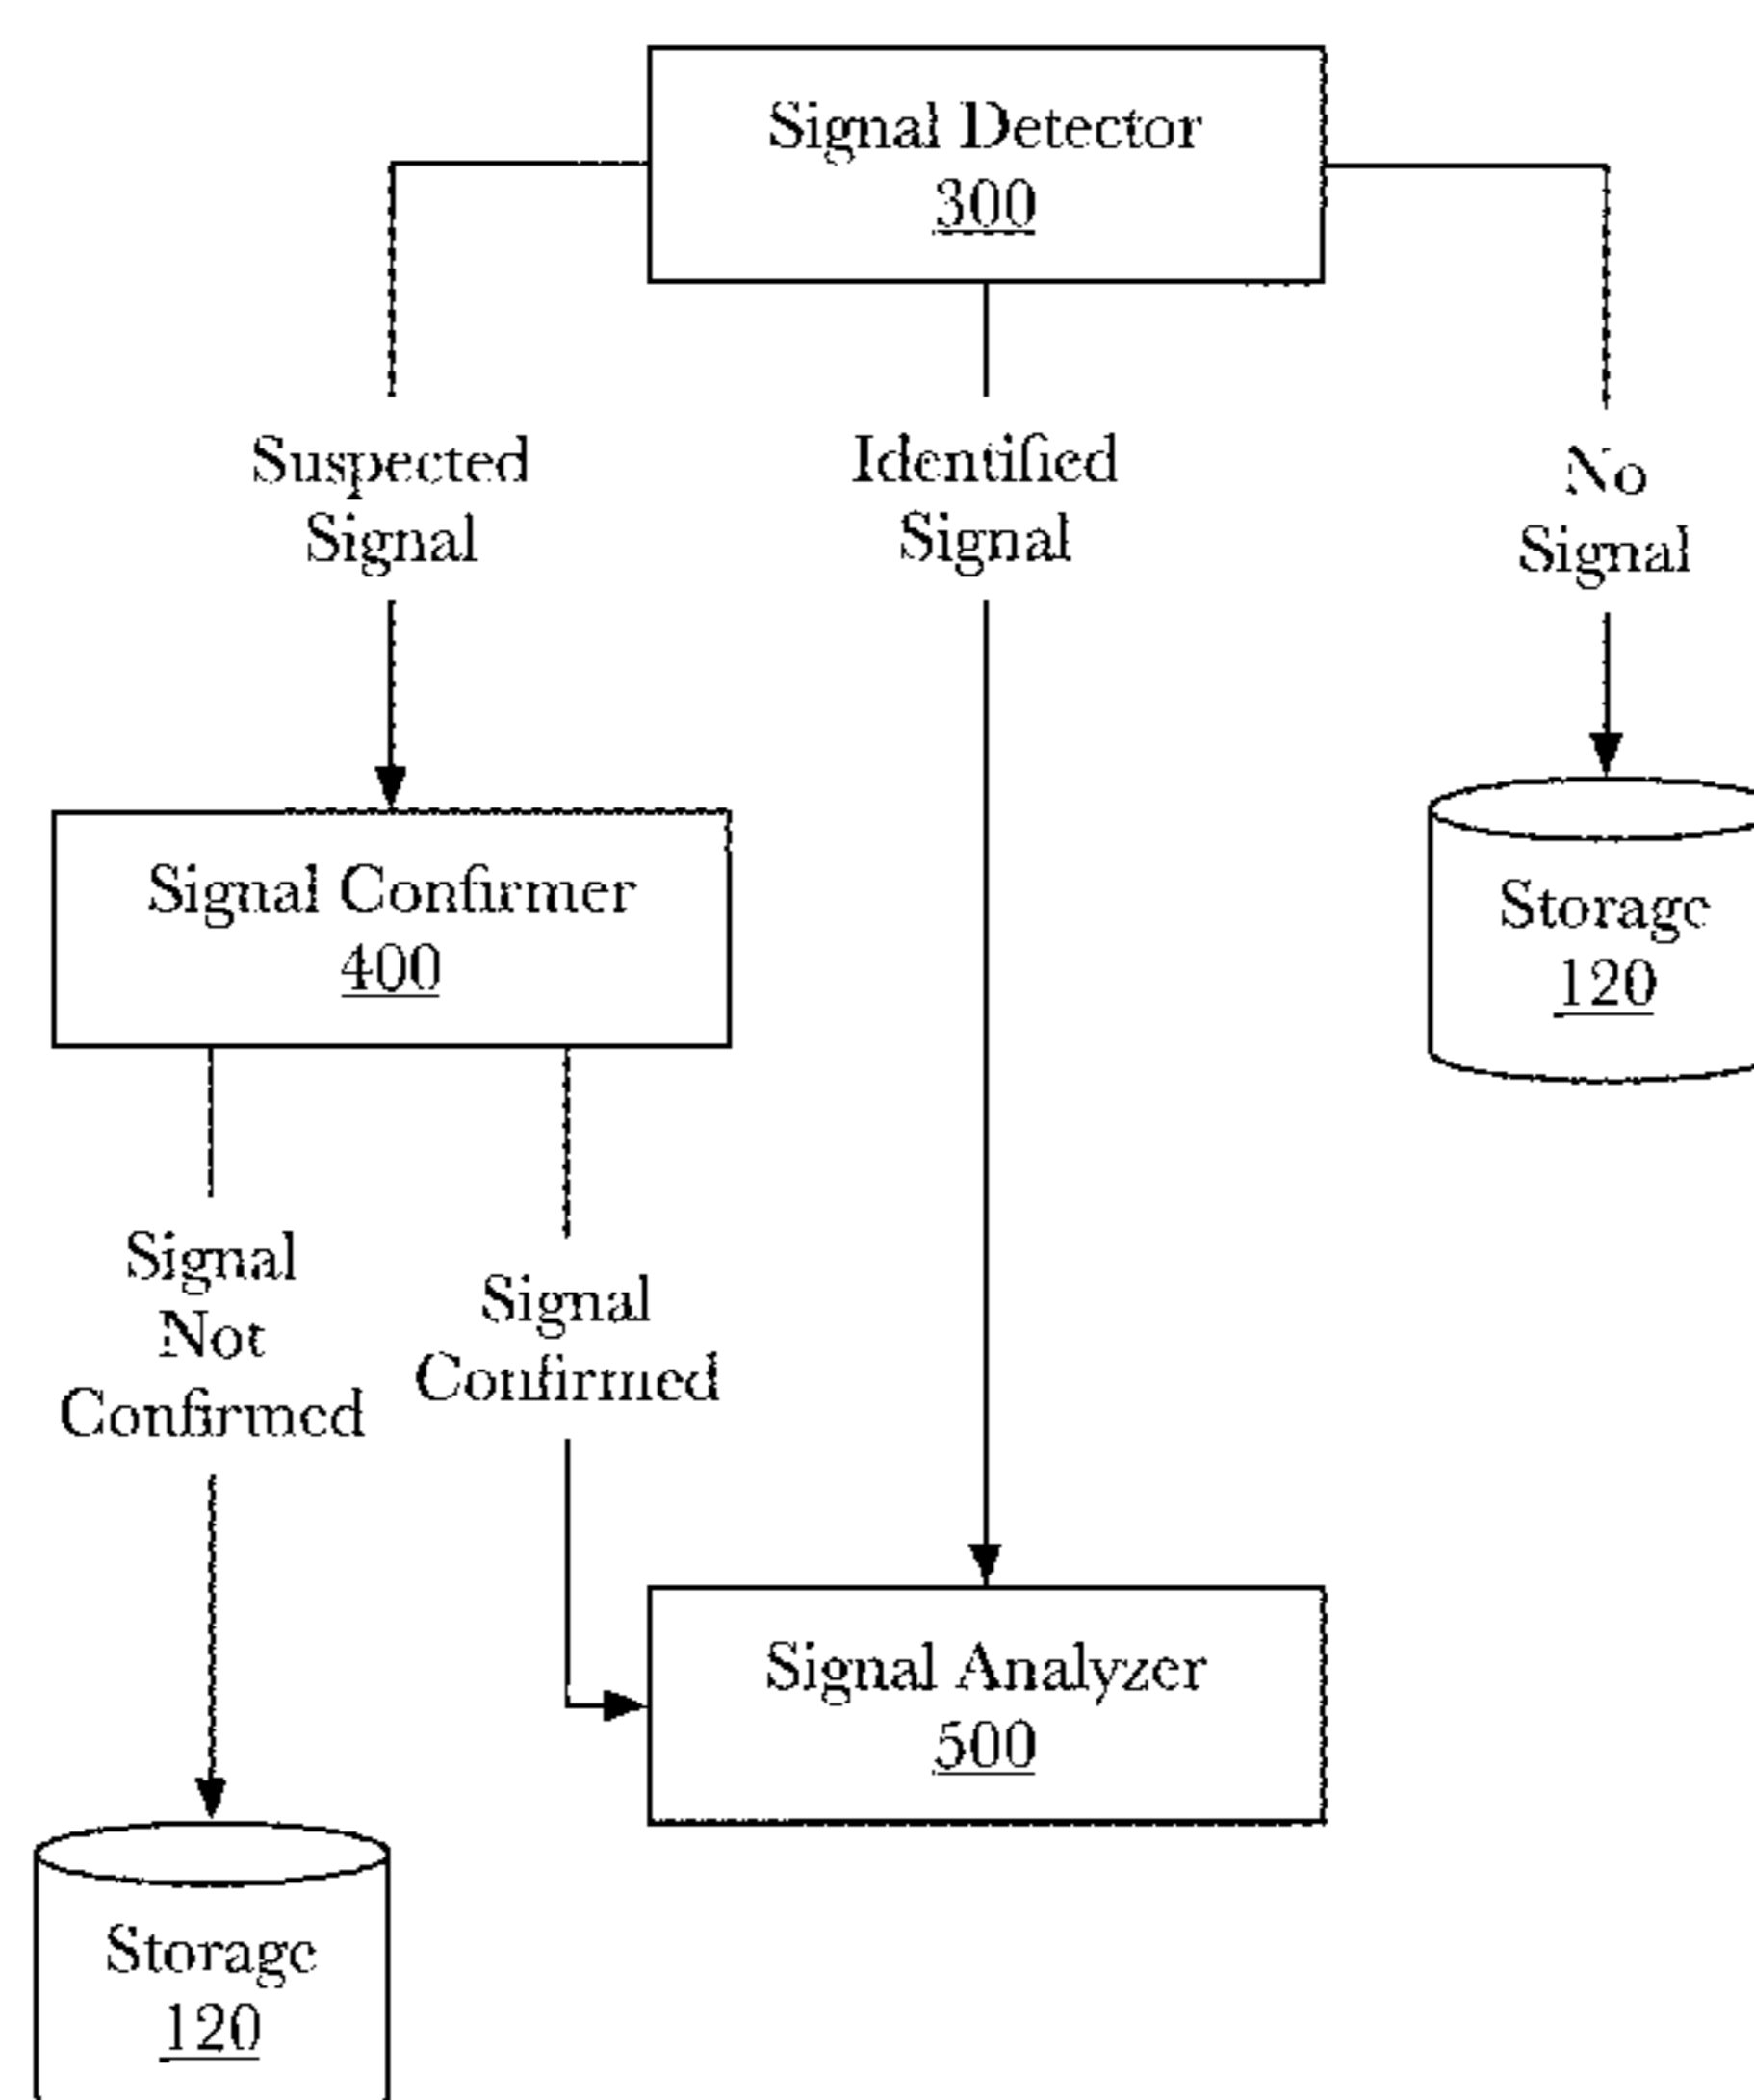 Signal Detector
300
Suspected
Signal
Identified
Signal
No
Signal
Signal Confirmer
400
Storage
120
Signal
Not
Confirmed
Signal
Confirmed
Signal Analyzer
500
Storage
120